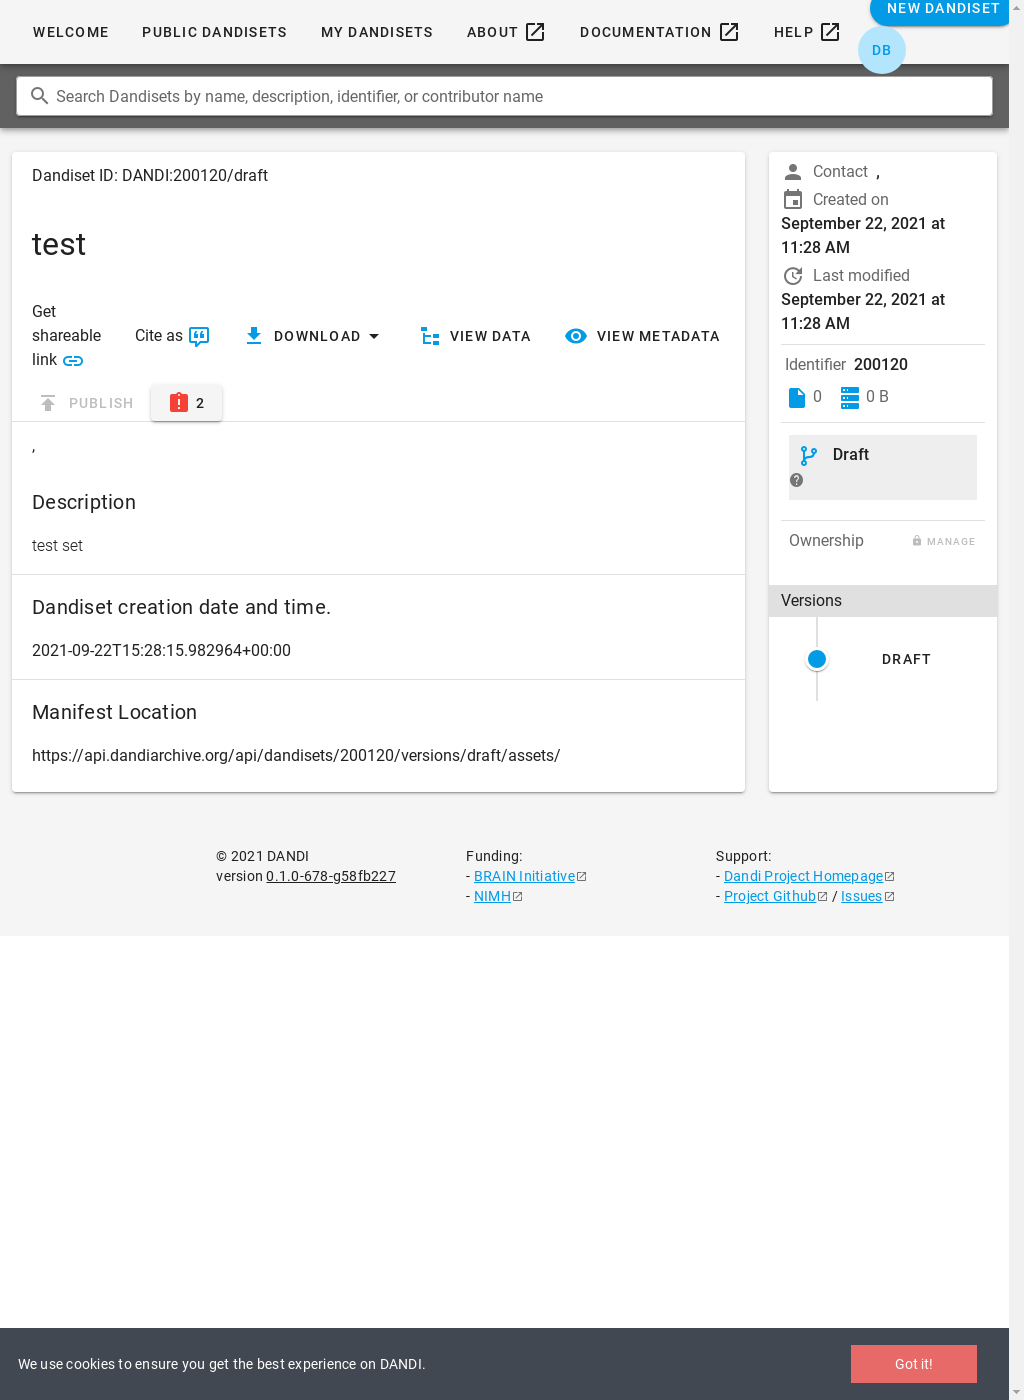 WELCOME
PUBLIC DANDISETS
MY DANDISETS
ABOUT
DOCUMENTATION
HELP
NEW DANDISET
DB
Search Dandisets by name, description, identifier, or contributor name
Dandiset ID: DANDI:200120/draft
test
Get
shareable
link
Cite as
DOWNLOAD
VIEW DATA
VIEW METADATA
PUBLISH
2
,
Description
test set
Dandiset creation date and time.
2021-09-22T15:28:15.982964+00:00
Manifest Location
https://api.dandiarchive.org/api/dandisets/200120/versions/draft/assets/
Contact ,
Created on
September 22, 2021 at
11:28 AM
Last modified
September 22, 2021 at
11:28 AM
Identifier 200120
0
0 B
Draft
Ownership
MANAGE
Versions
DRAFT
© 2021 DANDI
version 0.1.0-678-g58fb227
Funding:
- BRAIN Initiative
- NIMH
Support:
- Dandi Project Homepage
- Project Github / Issues
We use cookies to ensure you get the best experience on DANDI.
Got it!